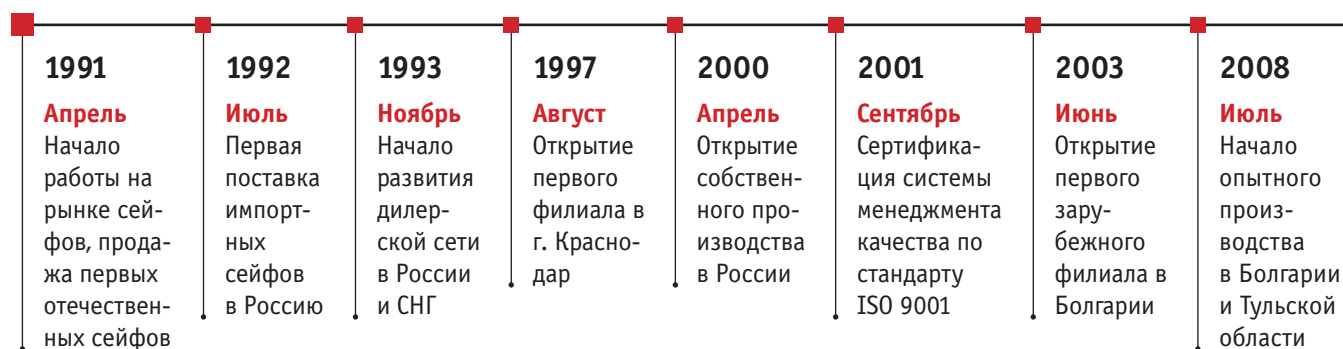 1991
Апрель
Начало
работы на
рынке сей-
фов, прода-
жа первых
отечествен-
ных сейфов
1992
Июль
Первая
поставка
импорт-
ных
сейфов
в Россию
1993
Ноябрь
Начало
развития
дилер-
ской сети
в России
и СНГ
1997
Август
Открытие
первого
филиала в
г. Красно-
дар
2000
Апрель
Открытие
собствен-
ного про-
изводства
в России
2001
Сентябрь
Сертифика-
ция системы
менеджмента
качества по
стандарту
ISO 9001
2003
Июнь
Открытие
первого
зару-
бежного
филиала в
Болгарии
2008
Июль
Начало
опытного
произ-
водства
в Болгарии
и Тульской
области